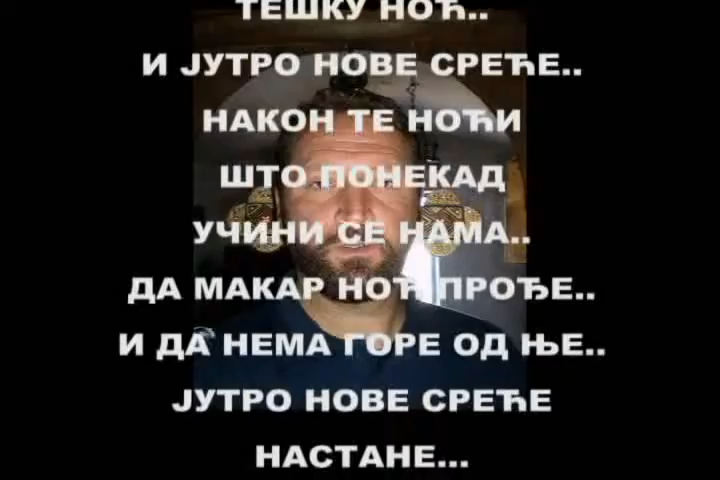 ТЕШКУ НОЋ..
И ЈУТРО НОВЕ СРЕЋЕ..
НАКОН ТЕ НОЋИ
ШТО ПОНЕКАД
УЧИНИ СЕ НАМА..
ДА МАКАР НОЋ ПРОЂЕ..
И ДА НЕМА ГОРЕ ОД ЊЕ..
ЈУТРО НОВЕ СРЕЋЕ
НАСТАНЕ...